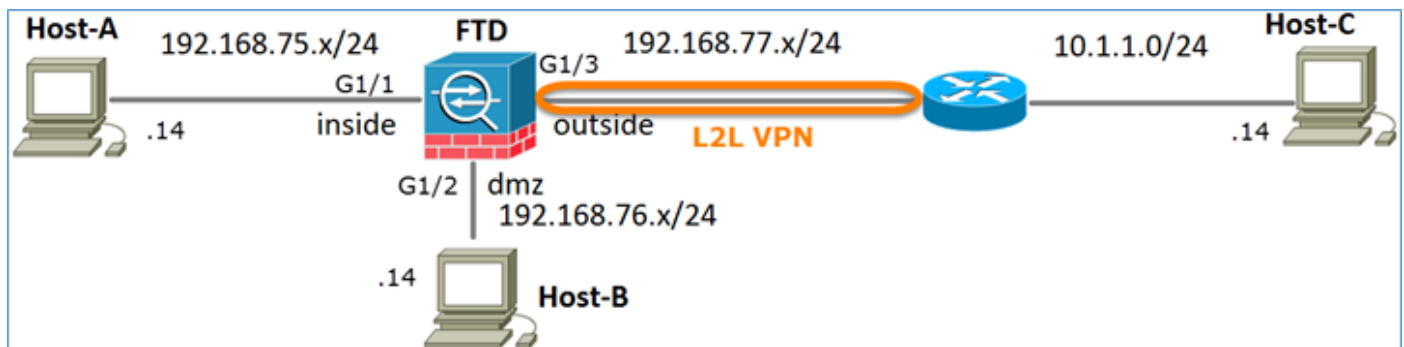 Host-A
192.168.75.x/24
FTD
192.168.77.x/24
10.1.1.0/24
Host-C
G1/1
G1/3
.14
inside
outside
L2L VPN
.14
G1/2
dmz
192.168.76.x/24
.14
Host-B